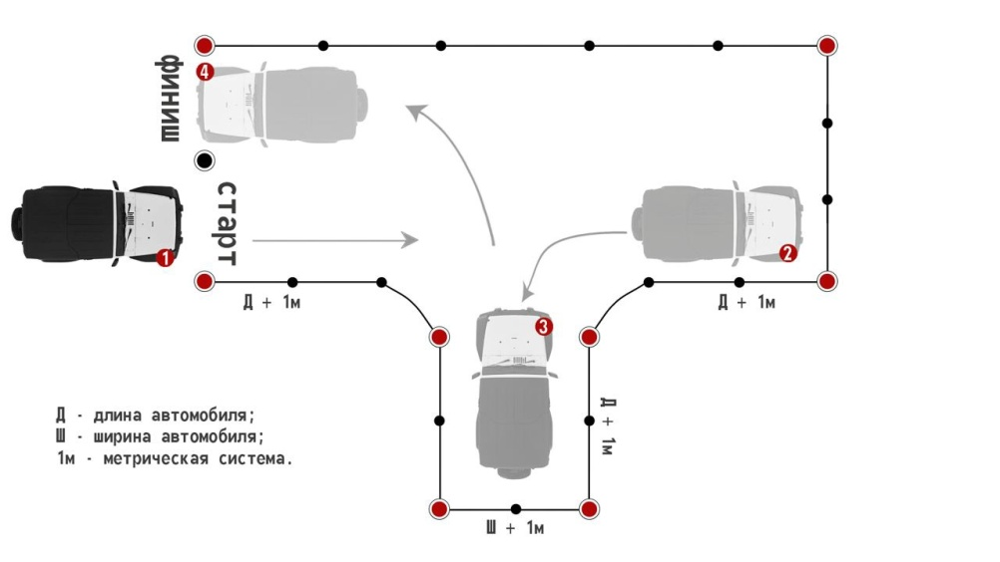 финиш
4
старт
1
2
Д + 1м
Д + 1м
3
Д + 1м
Д - длина автомобиля;
Ш - ширина автомобиля;
1м - метрическая система.
Ш + 1м